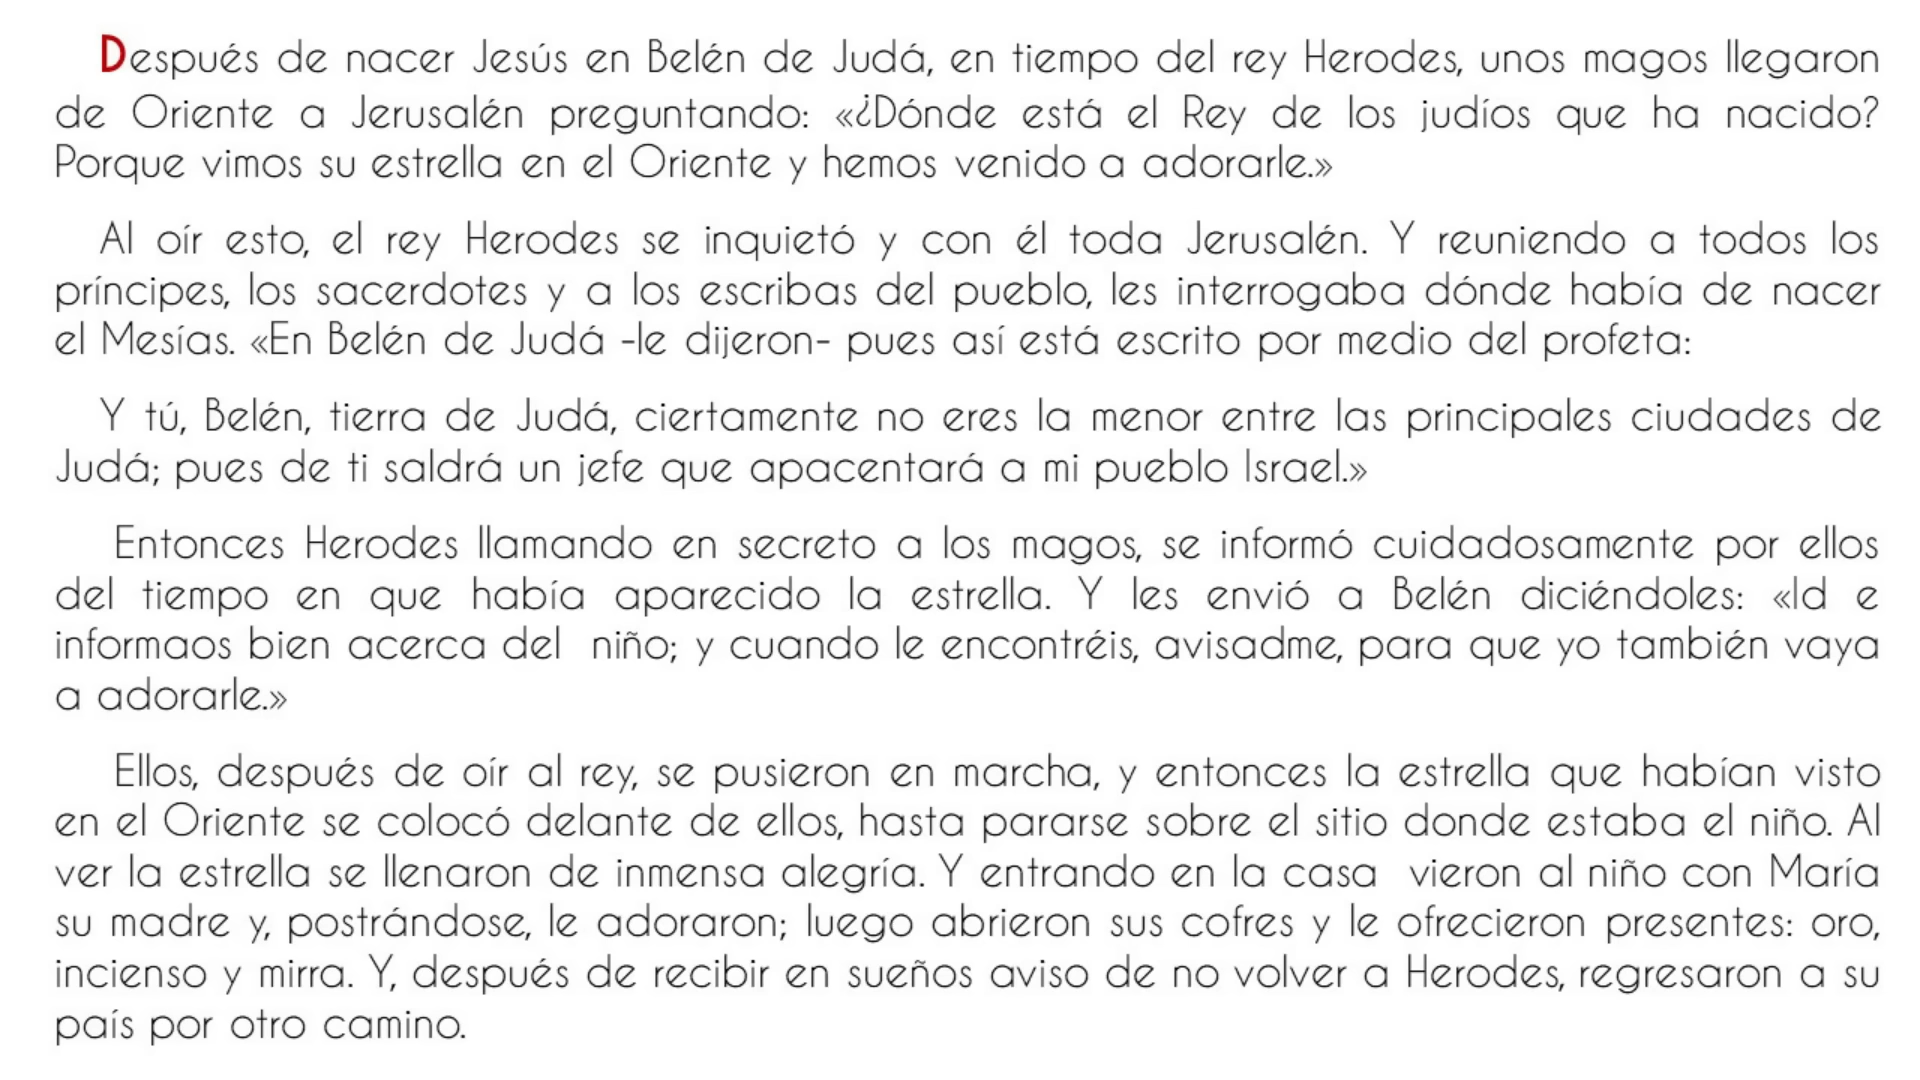 Después de nacer Jesús en Belén de Judá, en tiempo del rey Herodes, unos magos llegaron
de Oriente a Jerusalén preguntando: «¿Dónde está el Rey de los judíos que ha nacido?
Porque vimos su estrella en el Oriente y hemos venido a adorarle.»
Al oír esto, el rey Herodes se inquietó y con él toda Jerusalén. Y reuniendo a todos los
príncipes, los sacerdotes y a los escribas del pueblo, les interrogaba dónde había de nacer
el Mesías. «En Belén de Judá -le dijeron- pues así está escrito por medio del profeta:
Y tú, Belén, tierra de Judá, ciertamente no eres la menor entre las principales ciudades de
Judá; pues de ti saldrá un jefe que apacentará a mi pueblo Israel.»
Entonces Herodes llamando en secreto a los magos, se informó cuidadosamente por ellos
del tiempo en que había aparecido la estrella. Y les envió a Belén diciéndoles: «Id e
informaos bien acerca del niño; y cuando le encontréis, avisadme, para que yo también vaya
a adorarle.»
Ellos, después de oír al rey, se pusieron en marcha, y entonces la estrella que habían visto
en el Oriente se colocó delante de ellos, hasta pararse sobre el sitio donde estaba el niño. Al
ver la estrella se llenaron de inmensa alegría. Y entrando en la casa vieron al niño con María
su madre y, postrándose, le adoraron; luego abrieron sus cofres y le ofrecieron presentes: oro,
incienso y mirra. Y, después de recibir en sueños aviso de no volver a Herodes, regresaron a su
país por otro camino.